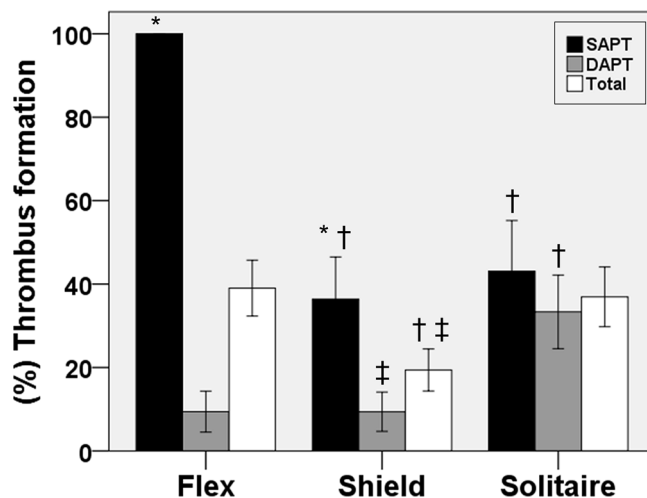 (%) Thrombus formation
100
80
60
40
20
0
*
* †
‡
† ‡
†
†
SAPT
DAPT
Total
Flex
Shield
Solitaire